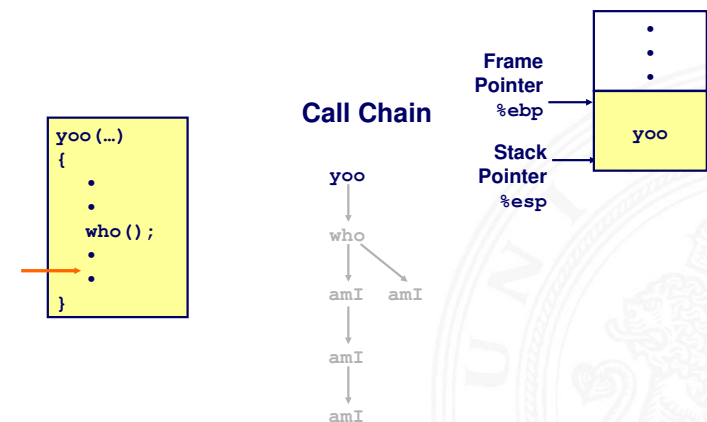 yoo(…)
{
•
•
who();
•
•
}
Call Chain
yoo
who
amI amI
amI
amI
Frame
Pointer
%ebp
Stack
Pointer
%esp
•
•
•
yoo
U N I